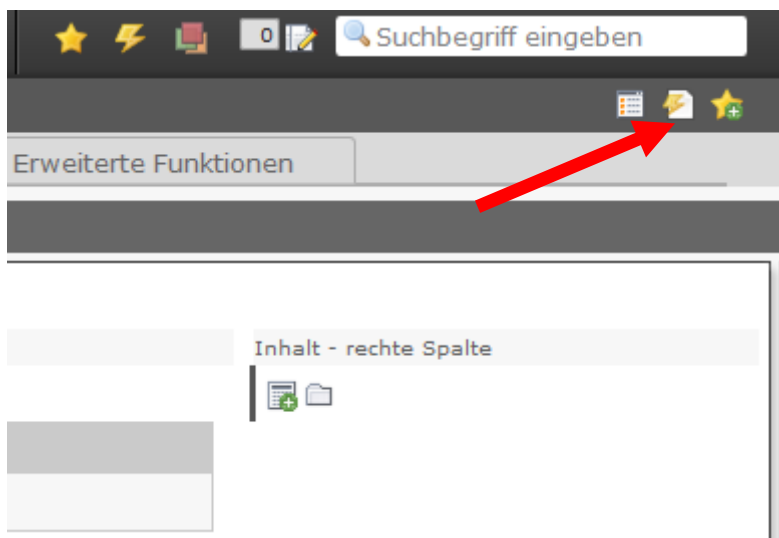 0
Suchbegriff eingeben
Erweiterte Funktionen
Inhalt - rechte Spalte